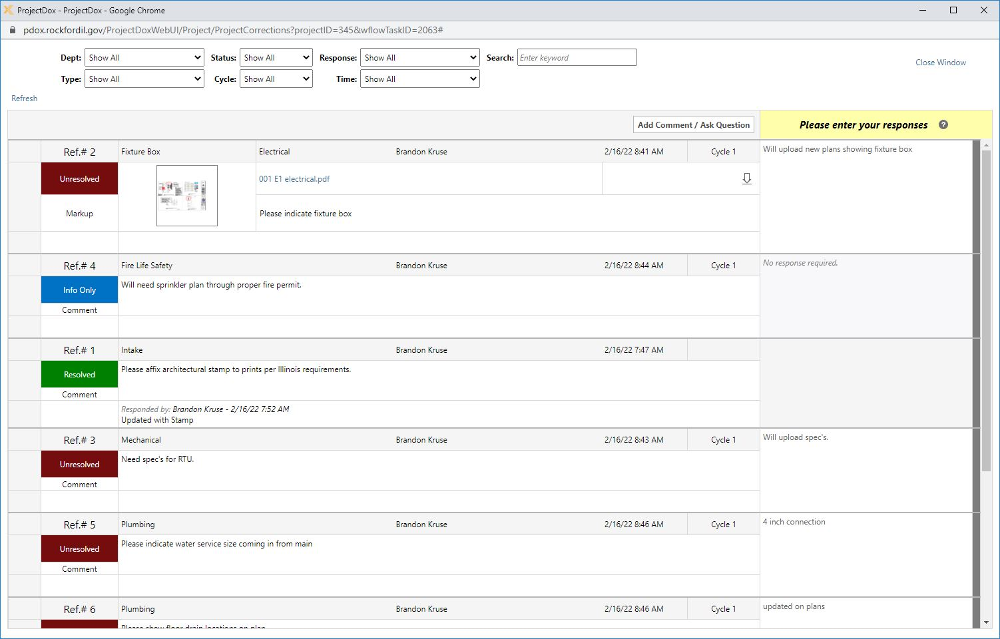 ProjectDox - ProjectDox - Google Chrome
pdox.rockfordil.gov/ProjectDoxWebUI/Project/ProjectCorrections?projectID=345&wflowTaskID=2063#
Dept: Show All Status: Show All Response: Show All Search: Enter keyword
Close Window
Type: Show All Cycle: Show All Time: Show All
Refresh
Add Comment / Ask Question Please enter your responses ?
Ref.# 2 Fixture Box Electrical Brandon Kruse 2/16/22 8:41 AM Cycle 1 Will upload new plans showing fixture box
Unresolved 001 E1 electrical.pdf
Markup Please indicate fixture box
Ref.# 4 Fire Life Safety Brandon Kruse 2/16/22 8:44 AM Cycle 1 No response required.
Info Only Will need sprinkler plan through proper fire permit.
Comment
Ref.# 1 Intake Brandon Kruse 2/16/22 7:47 AM
Resolved Please affix architectural stamp to prints per Illinois requirements.
Comment
Responded by: Brandon Kruse - 2/16/22 7:52 AM
Updated with Stamp
Ref.# 3 Mechanical Brandon Kruse 2/16/22 8:43 AM Cycle 1 Will upload spec's.
Unresolved Need spec's for RTU.
Comment
Ref.# 5 Plumbing Brandon Kruse 2/16/22 8:46 AM Cycle 1 4 inch connection
Unresolved Please indicate water service size coming in from main
Comment
Ref.# 6 Plumbing Brandon Kruse 2/16/22 8:46 AM Cycle 1 updated on plans
Please show floor drain locations on plan